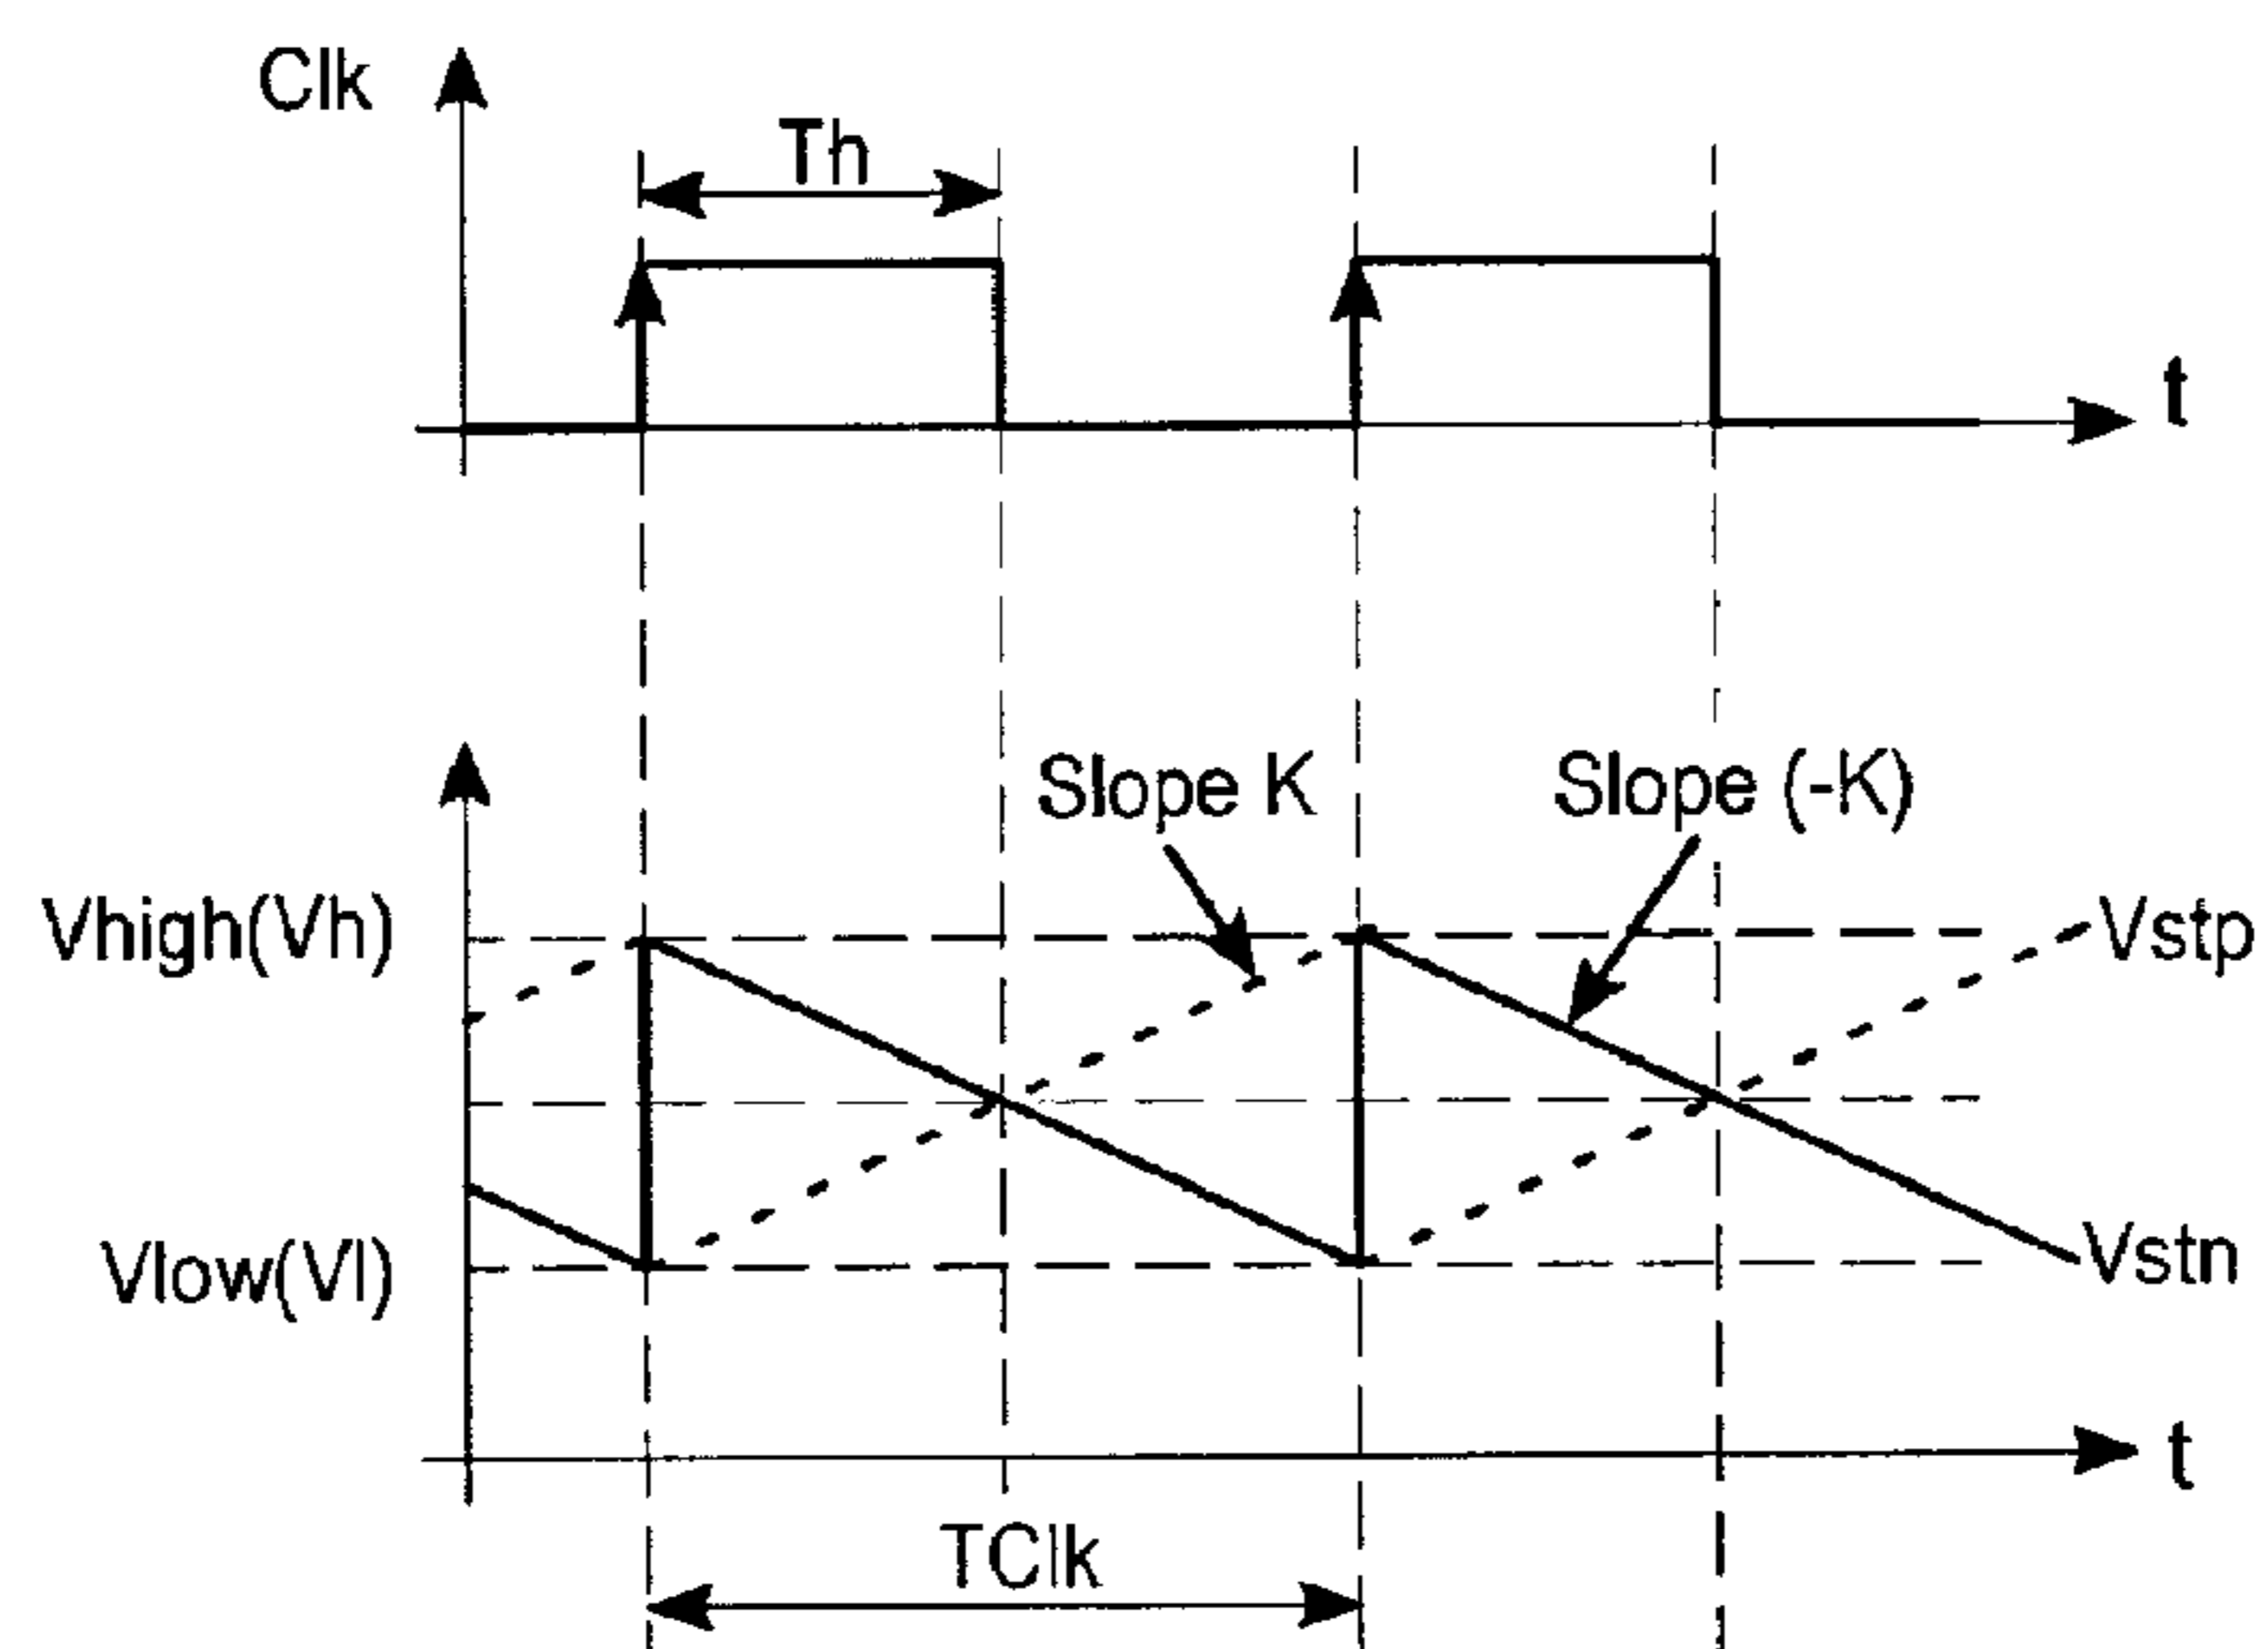 Clk
Th
t
Slope K
Slope (-K)
Vhigh(Vh)
Vstp
Vlow(Vl)
Vstn
t
TClk